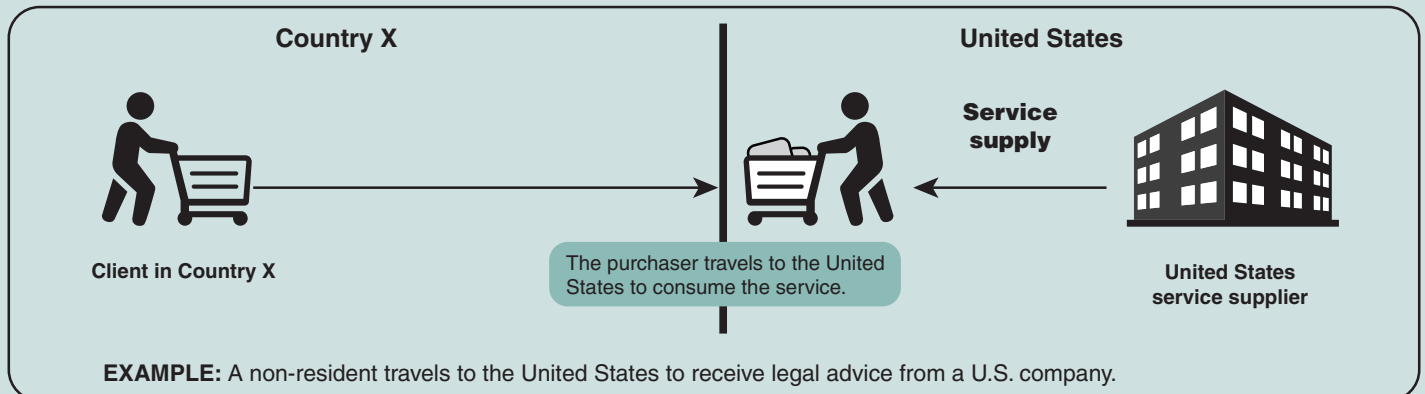 Country X
United States
Service
supply
Client in Country X
The purchaser travels to the United
States to consume the service.
United States
service supplier
EXAMPLE: A non-resident travels to the United States to receive legal advice from a U.S. company.